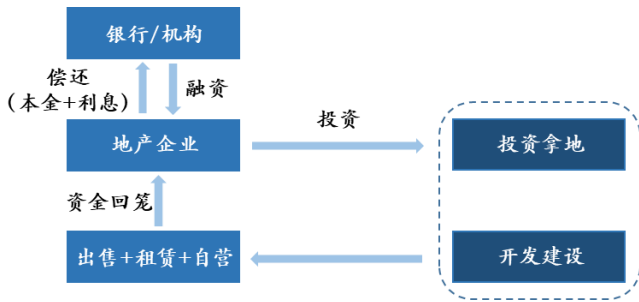 银行/机构
偿还
（本金+利息）
融资
地产企业
投资
投资拿地
资金回笼
出售+租赁+自营
开发建设